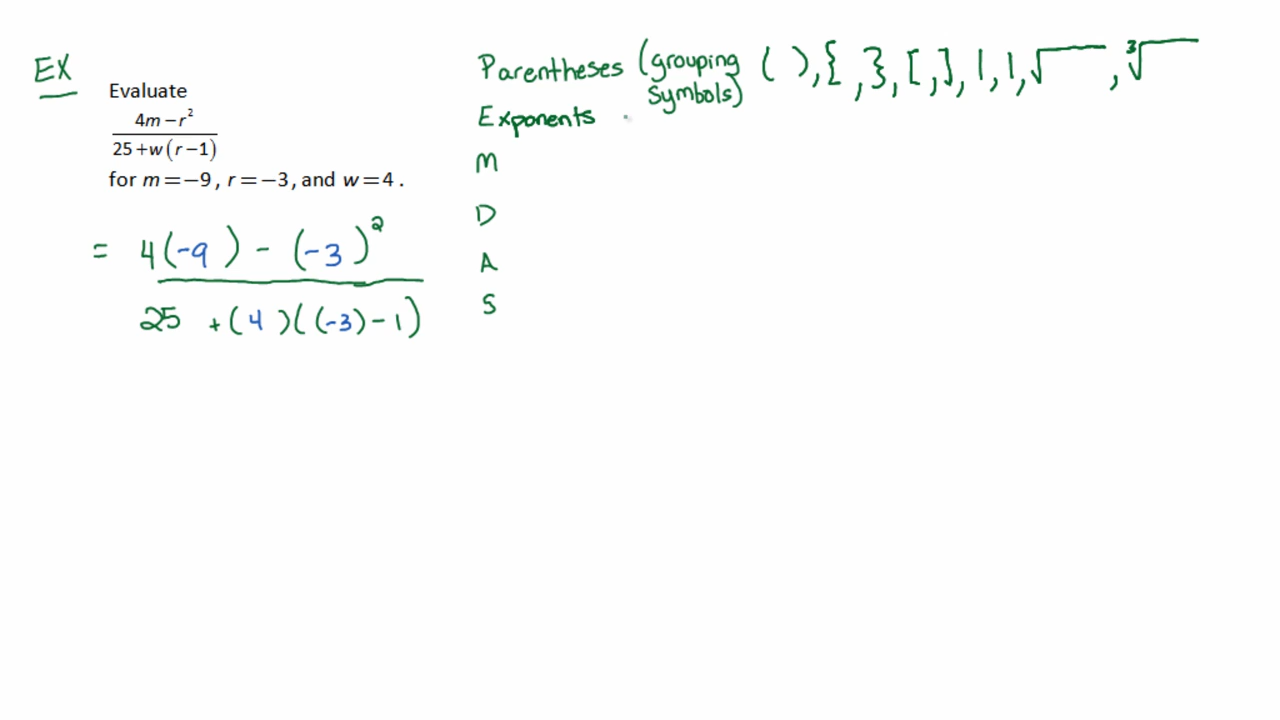 EX
Evaluate
4m−r²
25+w(r−1)
for m=−9, r=−3, and w=4.
= 4(-9) - (-3)²
25 +(4)((-3)-1)
Parentheses (grouping symbols) ( ), {, }, [, ], |, |, √, ∛
Exponents
M
D
A
S